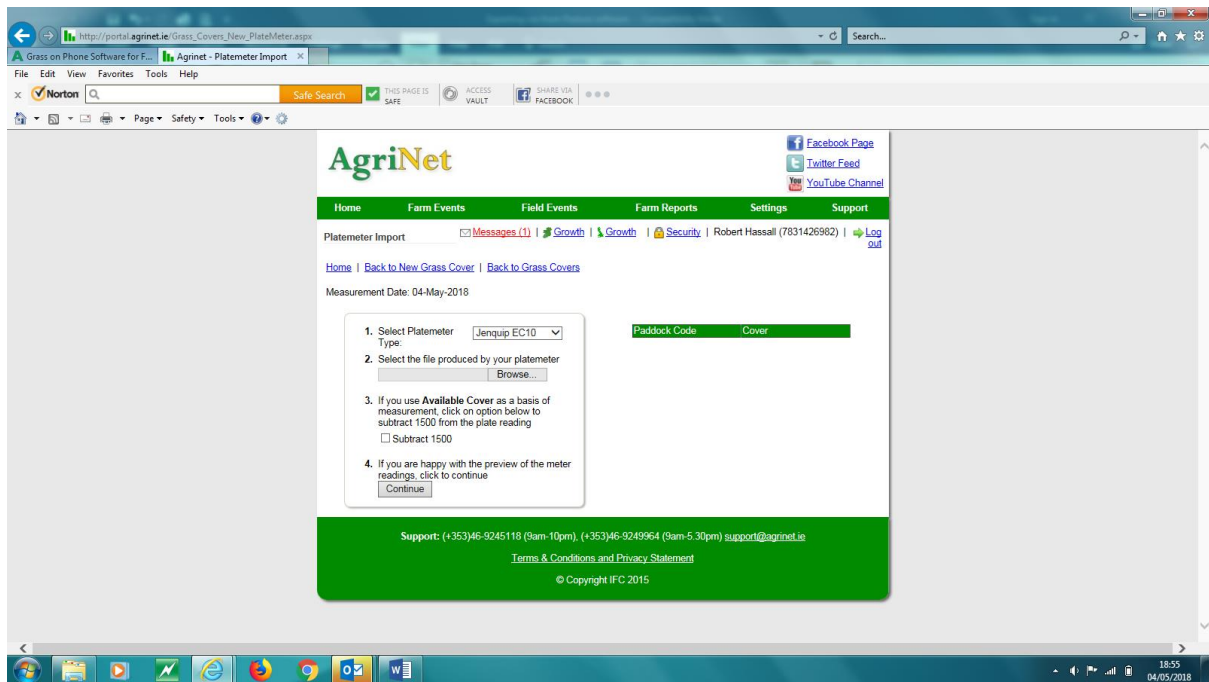 http://portal.agrinet.ie/Grass_Covers_New_PlateMeter.aspx
Search...
Grass on Phone Software for F...
Agrinet - Platemeter Import
File Edit View Favorites Tools Help
x Norton Safe Search THIS PAGE IS SAFE ACCESS VAULT SHARE VIA FACEBOOK
Page Safety Tools
AgriNet
Facebook Page
Twitter Feed
You Tube
YouTube Channel
Home Farm Events Field Events Farm Reports Settings Support
Platemeter Import Messages (1) | Growth | Growth | Security | Robert Hassall (7831426982) | Log out
Home | Back to New Grass Cover | Back to Grass Covers
Measurement Date: 04-May-2018
1. Select Platemeter Type: Jenquip EC10
Paddock Code Cover
2. Select the file produced by your platemeter
Browse...
3. If you use Available Cover as a basis of
measurement, click on option below to
subtract 1500 from the plate reading
Subtract 1500
4. If you are happy with the preview of the meter
readings, click to continue
Continue
Support: (+353)46-9245118 (9am-10pm), (+353)46-9249964 (9am-5.30pm) support@agrinet.ie
Terms & Conditions and Privacy Statement
© Copyright IFC 2015
18:55
04/05/2018